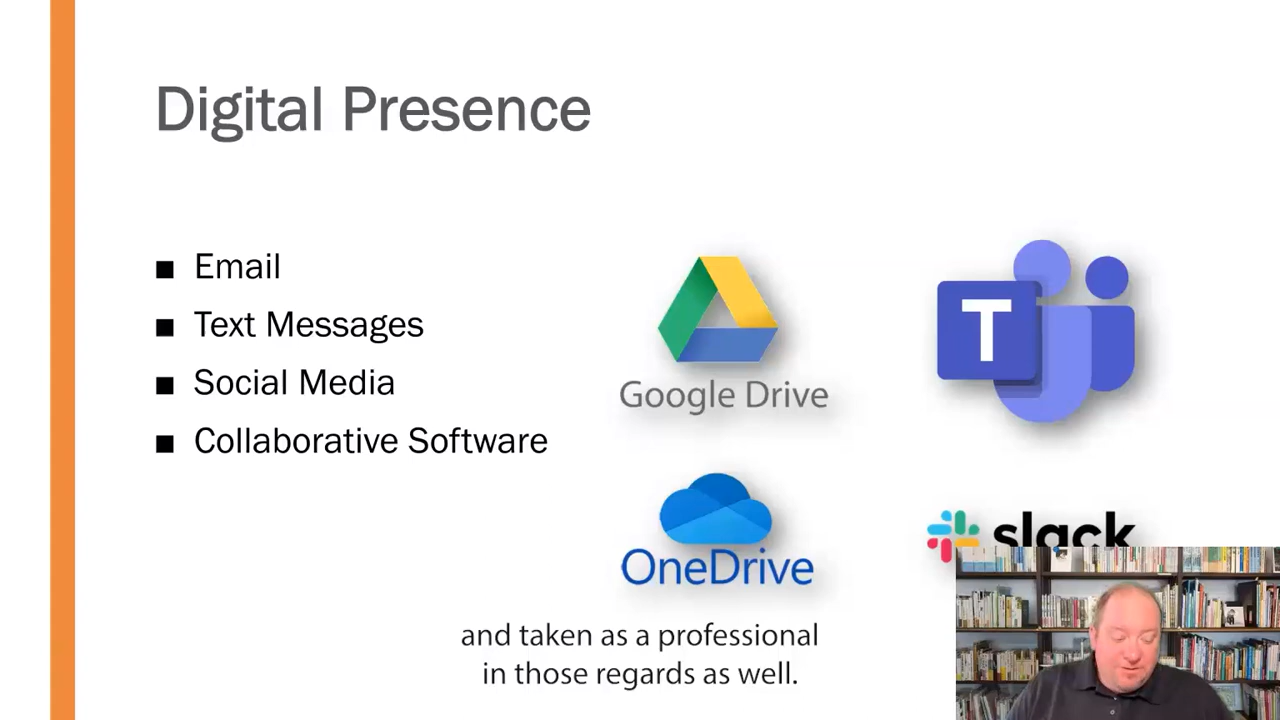 Digital Presence
■ Email
■ Text Messages
■ Social Media
■ Collaborative Software
Google Drive
T
OneDrive
slack
and taken as a professional
in those regards as well.